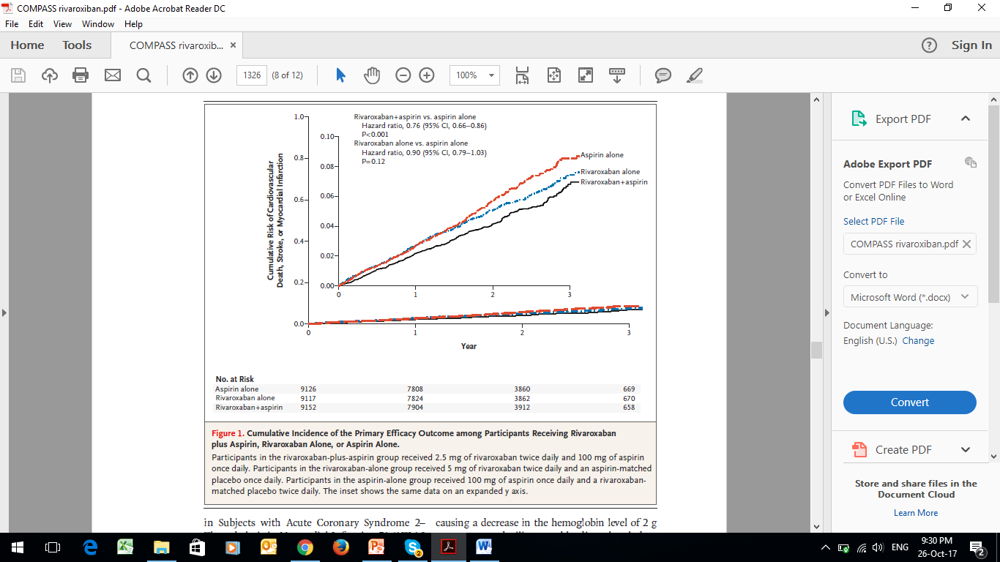 COMPASS rivaroxiban.pdf - Adobe Acrobat Reader DC
File Edit View Window Help
Home Tools COMPASS rivaroxib... × ? Sign In
1326 (8 of 12) 100%
1.0
0.8
0.6
0.4
0.2
0.0
Cumulative Risk of Cardiovascular
Death, Stroke, or Myocardial Infarction
0.10
0.08
0.06
0.04
0.02
0.00
Rivaroxaban+aspirin vs. aspirin alone
Hazard ratio, 0.76 (95% CI, 0.66–0.86)
P<0.001
Rivaroxaban alone vs. aspirin alone
Hazard ratio, 0.90 (95% CI, 0.79–1.03)
P=0.12
Aspirin alone
Rivaroxaban alone
Rivaroxaban+aspirin
0 1 2 3
0 1 2 3
Year
No. at Risk
Aspirin alone 9126 7808 3860 669
Rivaroxaban alone 9117 7824 3862 670
Rivaroxaban+aspirin 9152 7904 3912 658
Figure 1. Cumulative Incidence of the Primary Efficacy Outcome among Participants Receiving Rivaroxaban
plus Aspirin, Rivaroxaban Alone, or Aspirin Alone.
Participants in the rivaroxaban-plus-aspirin group received 2.5 mg of rivaroxaban twice daily and 100 mg of aspirin
once daily. Participants in the rivaroxaban-alone group received 5 mg of rivaroxaban twice daily and an aspirin-matched
placebo once daily. Participants in the aspirin-alone group received 100 mg of aspirin once daily and a rivaroxaban-
matched placebo twice daily. The inset shows the same data on an expanded y axis.
in Subjects with Acute Coronary Syndrome 2–
causing a decrease in the hemoglobin level of 2 g
Export PDF
Adobe Export PDF
Convert PDF Files to Word
or Excel Online
Select PDF File
COMPASS rivaroxiban.pdf
Convert to
Microsoft Word (*.docx)
Document Language:
English (U.S.) Change
Convert
Create PDF
Store and share files in the
Document Cloud
Learn More
ENG
9:30 PM
26-Oct-17
2
2